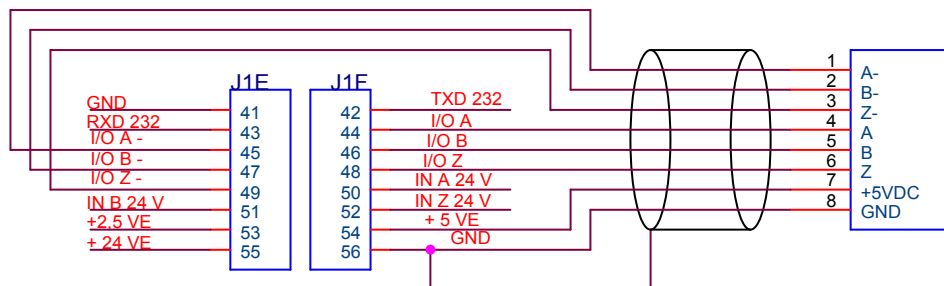 J1E
GND 41
RXD 232 43
I/O A - 45
I/O B - 47
I/O Z - 49
IN B 24 V 51
+2,5 VE 53
+ 24 VE 55
J1F
42 TXD 232
44 I/O A
46 I/O B
48 I/O Z
50 IN A 24 V
52 IN Z 24 V
54 + 5 VE
56 GND
1 A-
2 B-
3 Z-
4 A
5 B
6 Z
7 +5VDC
8 GND